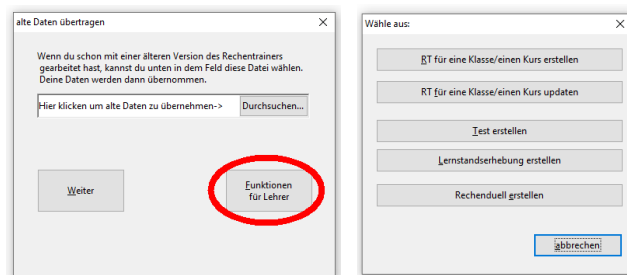 alte Daten übertragen
Wenn du schon mit einer älteren Version des Rechentrainers
gearbeitet hast, kannst du unten in dem Feld diese Datei wählen.
Deine Daten werden dann übernommen.
Hier klicken um alte Daten zu übernehmen-> Durchsuchen...
Weiter
Funktionen
für Lehrer
Wähle aus:
RT für eine Klasse/einen Kurs erstellen
RT für eine Klasse/einen Kurs updaten
Test erstellen
Lernstandserhebung erstellen
Rechenduell erstellen
abbrechen